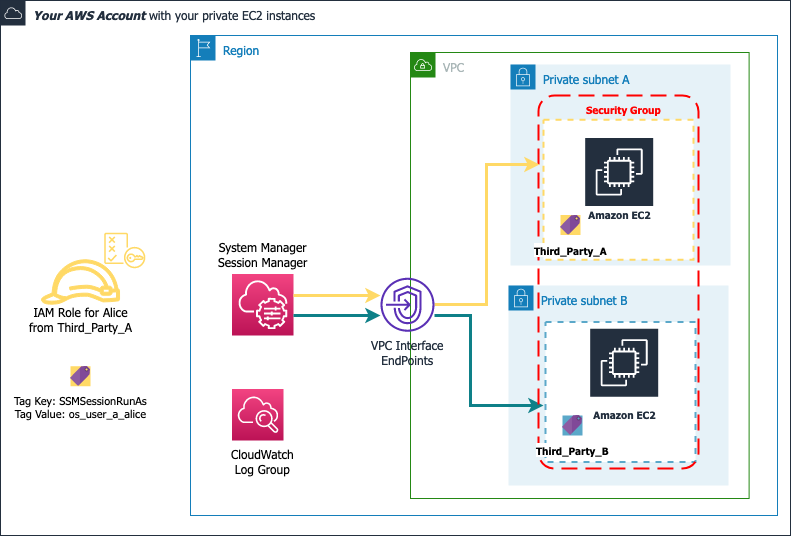 Your AWS Account with your private EC2 instances
Region
VPC
Private subnet A
Security Group
Amazon EC2
Third_Party_A
System Manager
Session Manager
IAM Role for Alice
from Third_Party_A
Private subnet B
VPC Interface
EndPoints
Tag Key: SSMSessionRunAs
Tag Value: os_user_a_alice
Amazon EC2
CloudWatch
Log Group
Third_Party_B